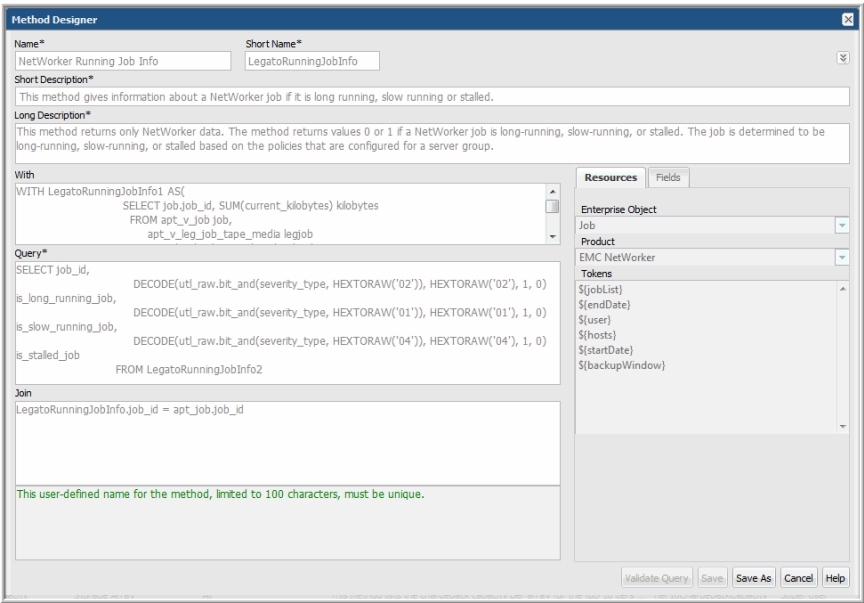 Method Designer
Name*
Short Name*
NetWorker Running Job Info
LegatoRunningJobInfo
Short Description*
This method gives information about a NetWorker job if it is long running, slow running or stalled.
Long Description*
This method returns only NetWorker data. The method returns values 0 or 1 if a NetWorker job is long-running, slow-running, or stalled. The job is determined to be
long-running, slow-running, or stalled based on the policies that are configured for a server group.
With
WITH LegatoRunningJobInfo1 AS(
SELECT job.job_id, SUM(current_kilobytes) kilobytes
FROM apt_v_job job,
apt_v_leg_job_tape_media legjob
Query*
SELECT job_id,
DECODE(utl_raw.bit_and(severity_type, HEXTORAW('02')), HEXTORAW('02'), 1, 0)
is_long_running_job,
DECODE(utl_raw.bit_and(severity_type, HEXTORAW('01')), HEXTORAW('01'), 1, 0)
is_slow_running_job,
DECODE(utl_raw.bit_and(severity_type, HEXTORAW('04')), HEXTORAW('04'), 1, 0)
is_stalled_job
FROM LegatoRunningJobInfo2
Join
LegatoRunningJobInfo.job_id = apt_job.job_id
This user-defined name for the method, limited to 100 characters, must be unique.
Resources
Fields
Enterprise Object
Job
Product
EMC NetWorker
Tokens
${jobList}
${endDate}
${user}
${hosts}
${startDate}
${backupWindow}
Validate Query
Save
Save As
Cancel
Help